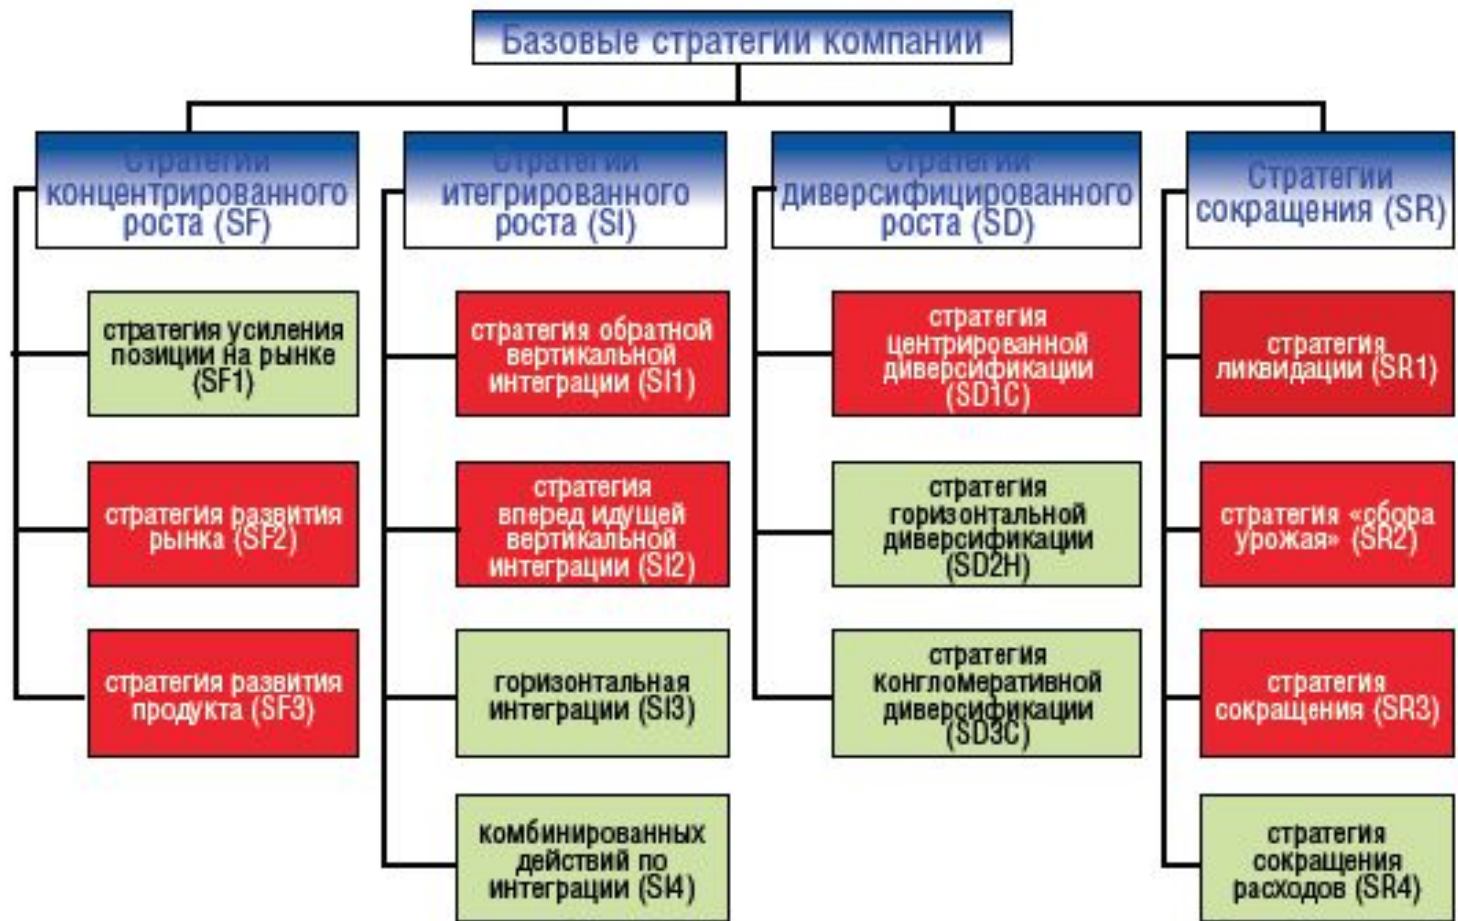 Базовые стратегии компании
Стратегии
концентрированного
роста (SF)
Стратегии
итегрированного
роста (SI)
Стратегии
диверсифицированного
роста (SD)
Стратегии
сокращения (SR)
стратегия усиления
позиции на рынке
(SF1)
стратегия обратной
вертикальной
интеграции (SI1)
стратегия
центрированной
диверсификации
(SD1C)
стратегия
ликвидации (SR1)
стратегия развития
рынка (SF2)
стратегия
вперед идущей
вертикальной
интеграции (SI2)
стратегия
горизонтальной
диверсификации
(SD2H)
стратегия «сбора
урожая» (SR2)
стратегия развития
продукта (SF3)
горизонтальная
интеграции (SI3)
стратегия
конгломеративной
диверсификации
(SD3C)
стратегия
сокращения (SR3)
комбинированных
действий по
интеграции (SI4)
стратегия
сокращения
расходов (SR4)